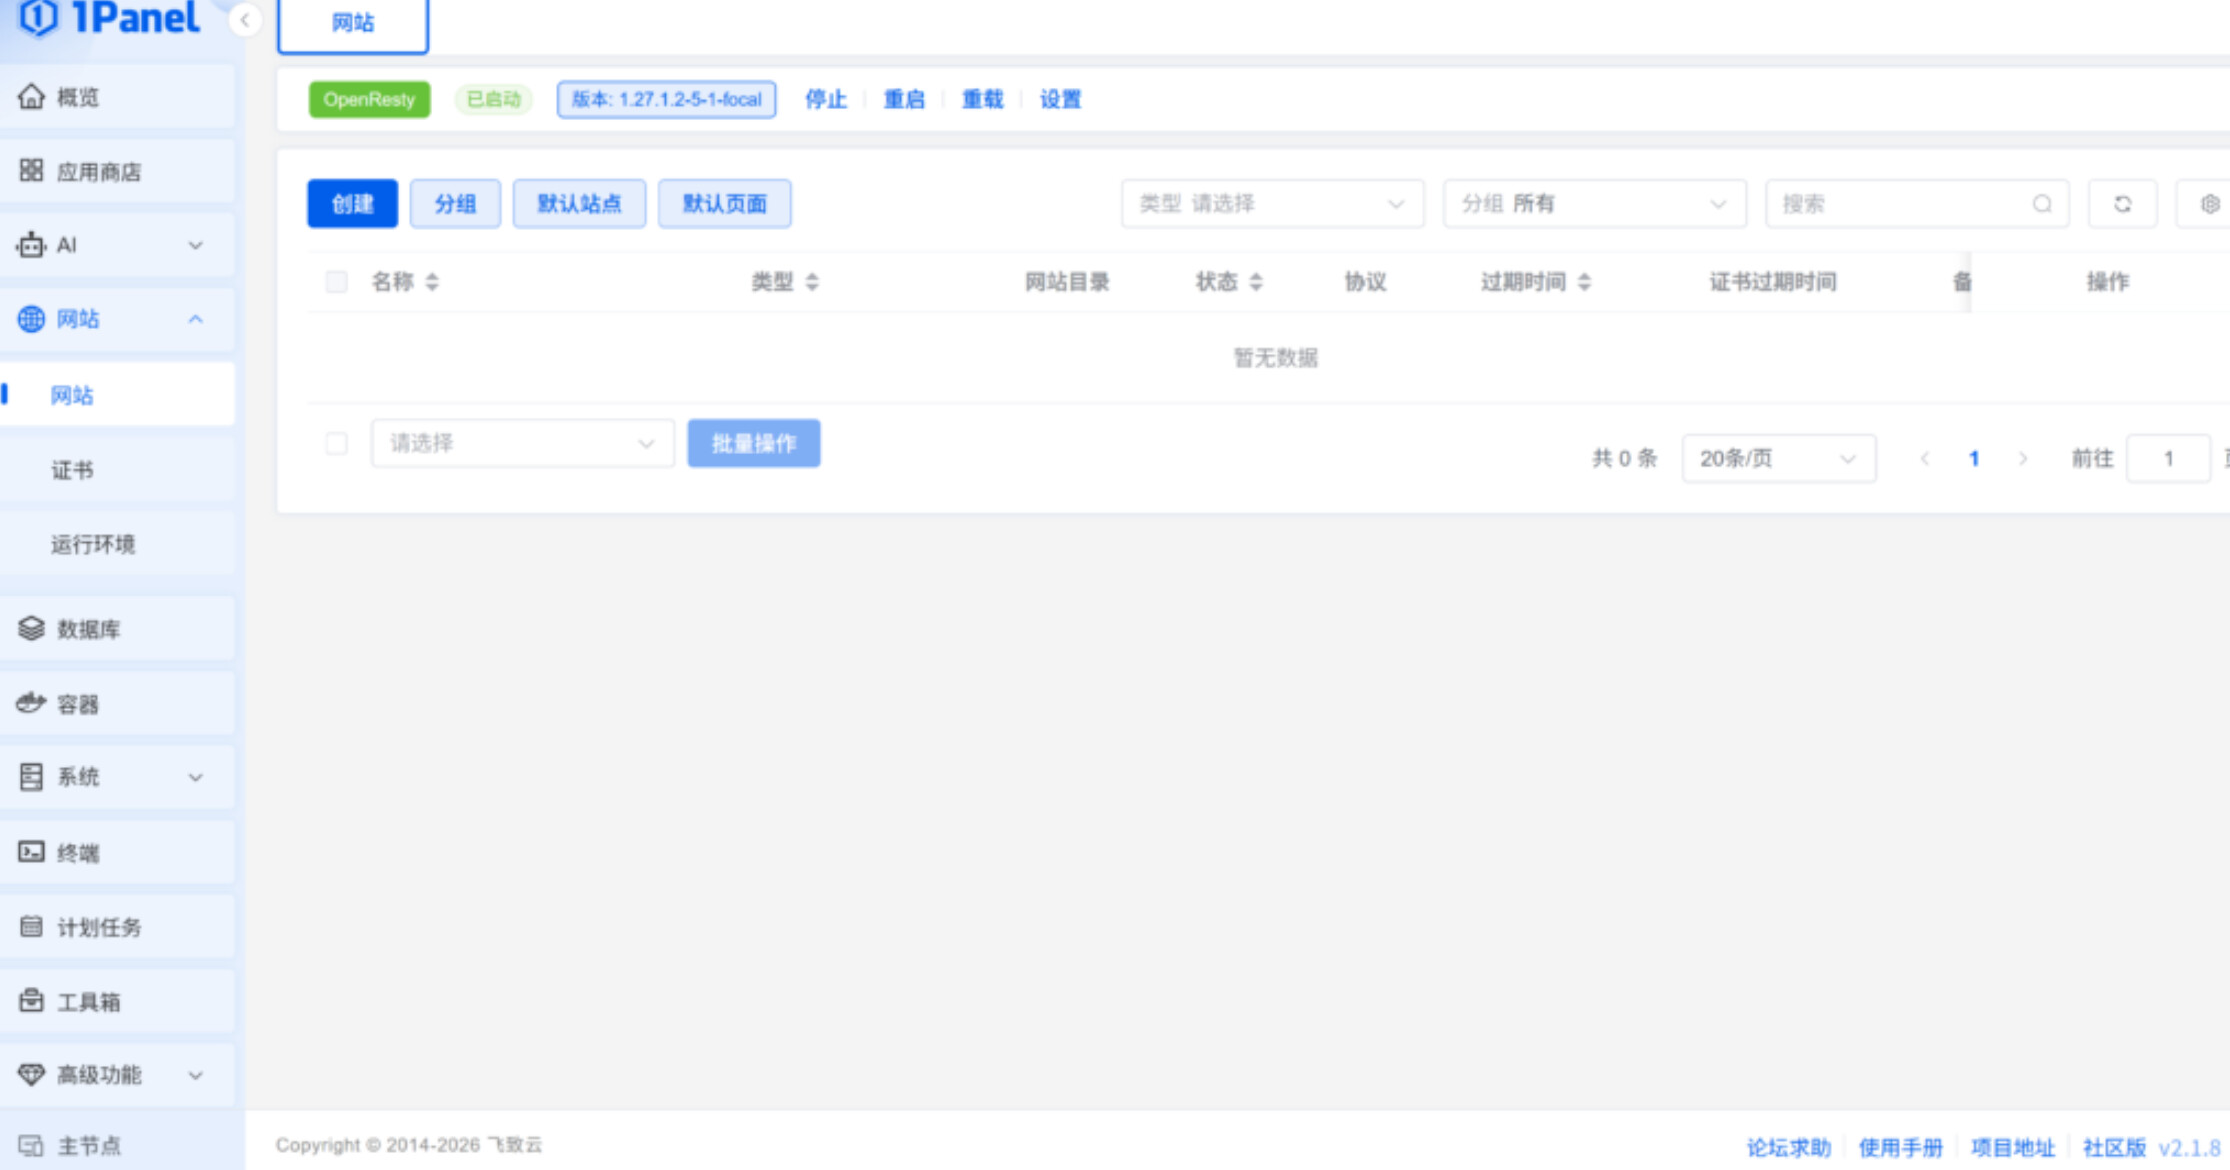 1Panel
网站
概览
应用商店
AI
网站
网站
证书
运行环境
数据库
容器
系统
终端
计划任务
工具箱
高级功能
主节点
OpenResty 已启动 版本: 1.27.1.2-5-1-focal 停止 重启 重载 设置
创建 分组 默认站点 默认页面 类型 请选择 分组 所有 搜索
名称 类型 网站目录 状态 协议 过期时间 证书过期时间 备 操作
暂无数据
请选择 批量操作 共 0 条 20条/页 1 前往 1
Copyright © 2014-2026 飞致云 论坛求助 使用手册 项目地址 社区版 v2.1.8